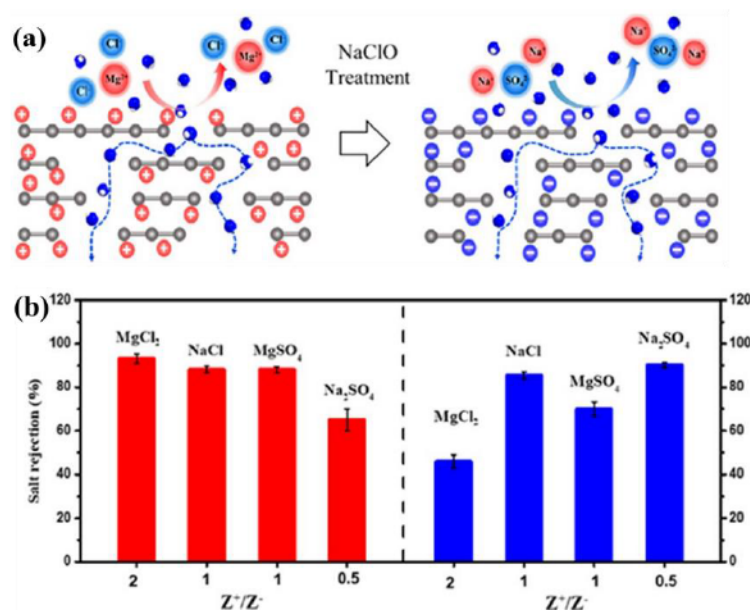 (a)
Cl⁻ Cl⁻ Mg²⁺ Cl⁻
Mg²⁺ Cl⁻
NaClO
Treatment
Na⁺ Na⁺ SO₄²⁻ Na⁺
Na⁺ SO₄²⁻
(b)
120 100 80 60 40 20 0
Salt rejection (%)
MgCl₂ NaCl MgSO₄ Na₂SO₄
2 1 1 0.5
Z⁺/Z⁻
MgCl₂ NaCl MgSO₄ Na₂SO₄
2 1 1 0.5
Z⁺/Z⁻
120 100 80 60 40 20 0